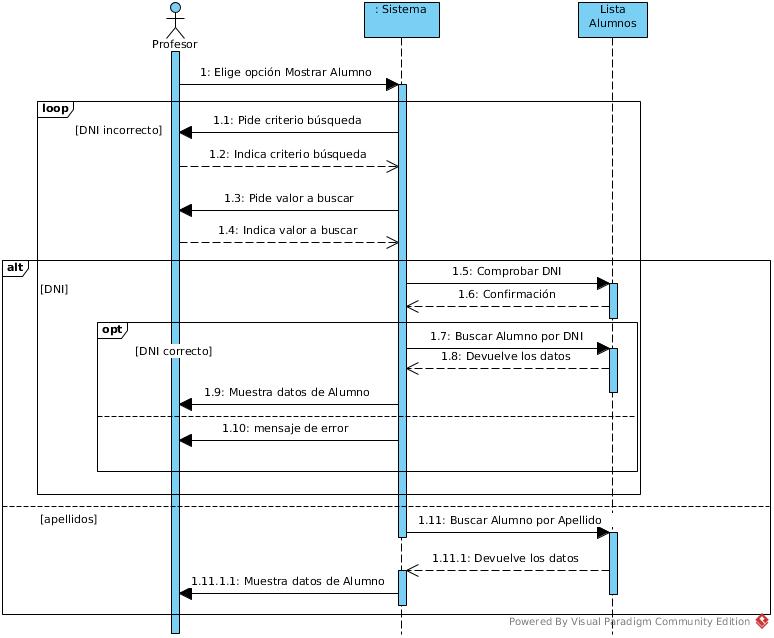 Profesor
: Sistema
Lista
Alumnos
1: Elige opción Mostrar Alumno
loop
[DNI incorrecto]
1.1: Pide criterio búsqueda
1.2: Indica criterio búsqueda
1.3: Pide valor a buscar
1.4: Indica valor a buscar
alt
[DNI]
1.5: Comprobar DNI
1.6: Confirmación
opt
[DNI correcto]
1.7: Buscar Alumno por DNI
1.8: Devuelve los datos
1.9: Muestra datos de Alumno
1.10: mensaje de error
[apellidos]
1.11: Buscar Alumno por Apellido
1.11.1: Devuelve los datos
1.11.1.1: Muestra datos de Alumno
Powered By Visual Paradigm Community Edition